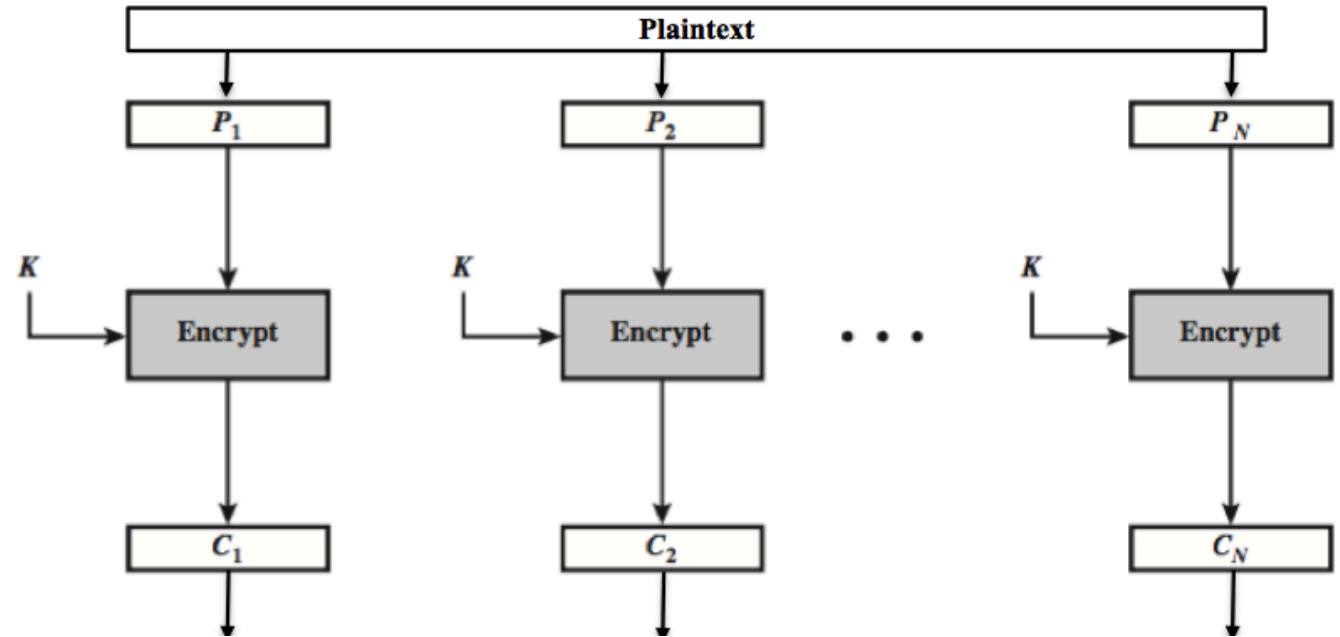 Plaintext
P1 P2 PN
K K K
Encrypt Encrypt • • • Encrypt
C1 C2 CN